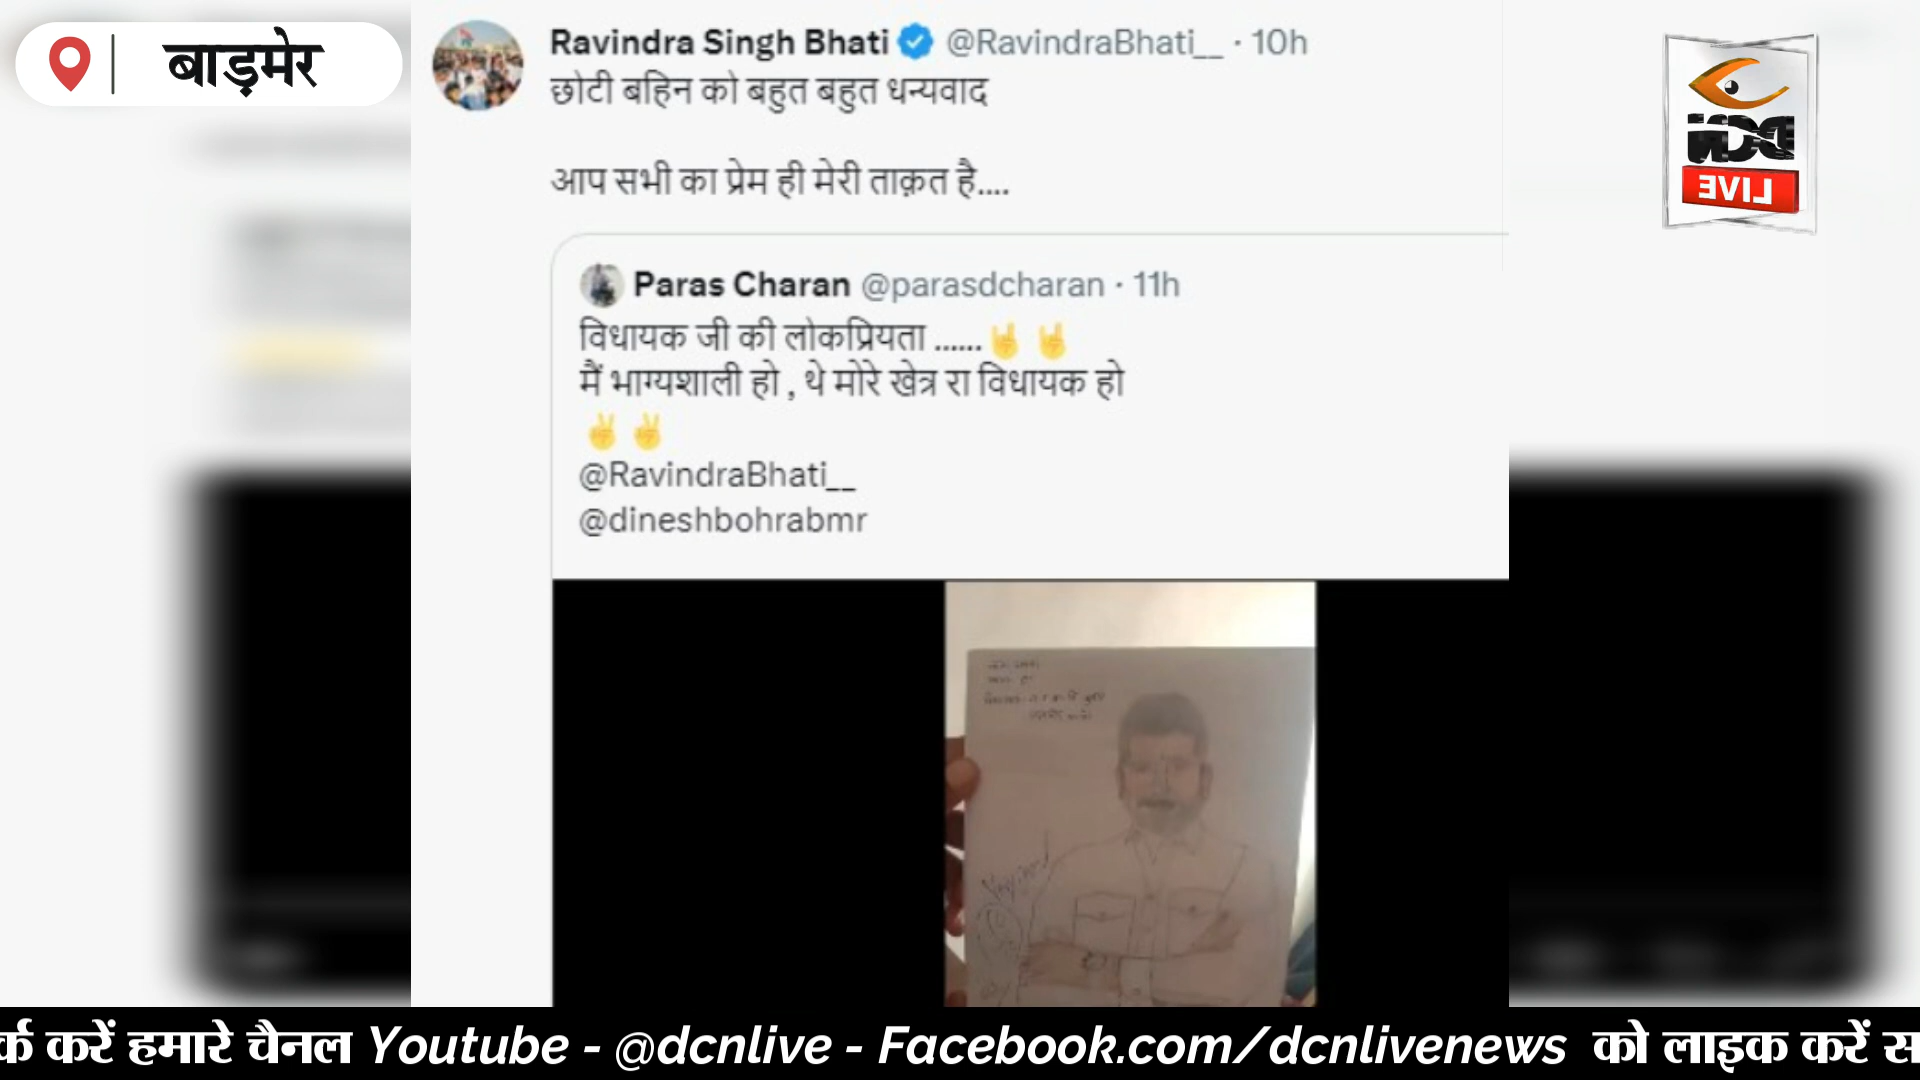 बाड़मेर
Ravindra Singh Bhati @RavindraBhati__ · 10h
छोटी बहिन को बहुत बहुत धन्यवाद
आप सभी का प्रेम ही मेरी ताक़त है....
Paras Charan @parasdcharan · 11h
विधायक जी की लोकप्रियता ......🤘 🤘
मैं भाग्यशाली हो , थे मोरे खेत्र रा विधायक हो
✌ ✌
@RavindraBhati__
@dineshbohrabmr
DCN
LIVE
र्क करें हमारे चैनल Youtube - @dcnlive - Facebook.com/dcnlivenews को लाइक करें स